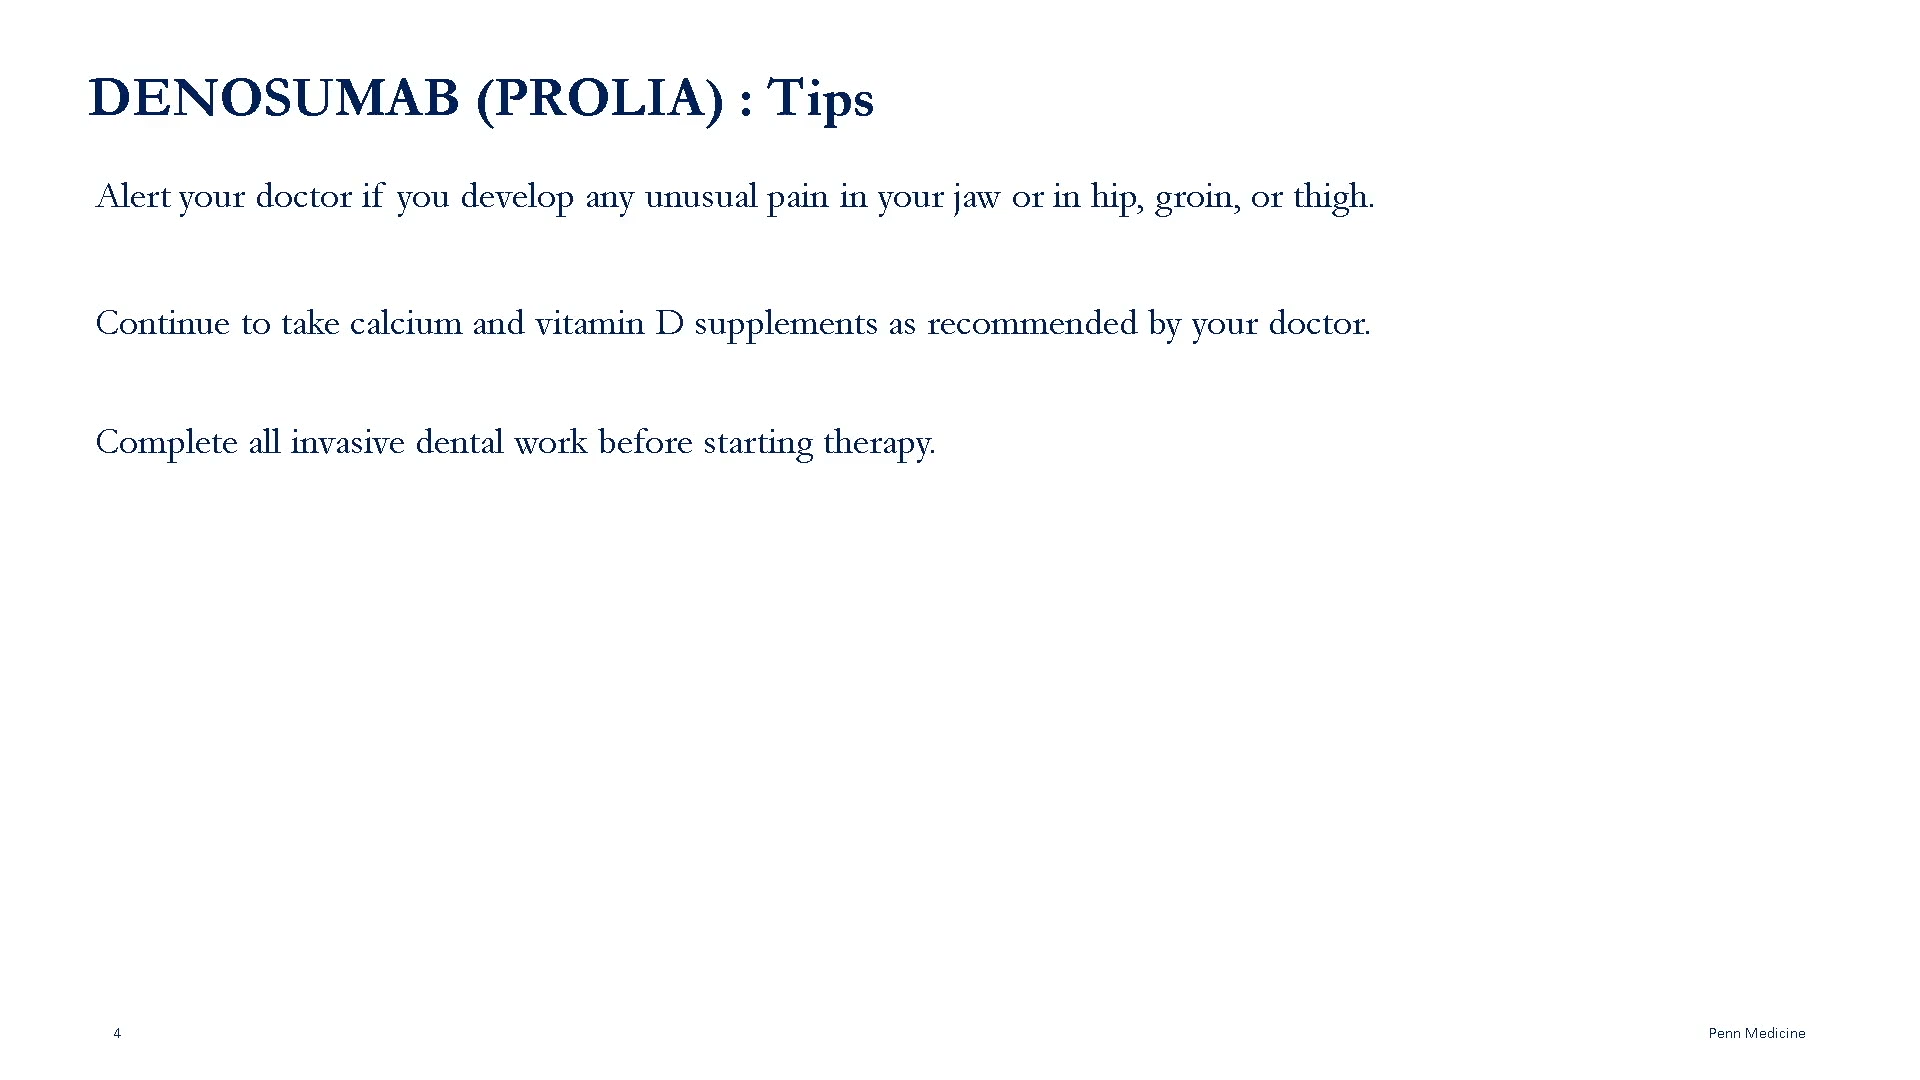 DENOSUMAB (PROLIA) : Tips
Alert your doctor if you develop any unusual pain in your jaw or in hip, groin, or thigh.
Continue to take calcium and vitamin D supplements as recommended by your doctor.
Complete all invasive dental work before starting therapy.
4
Penn Medicine